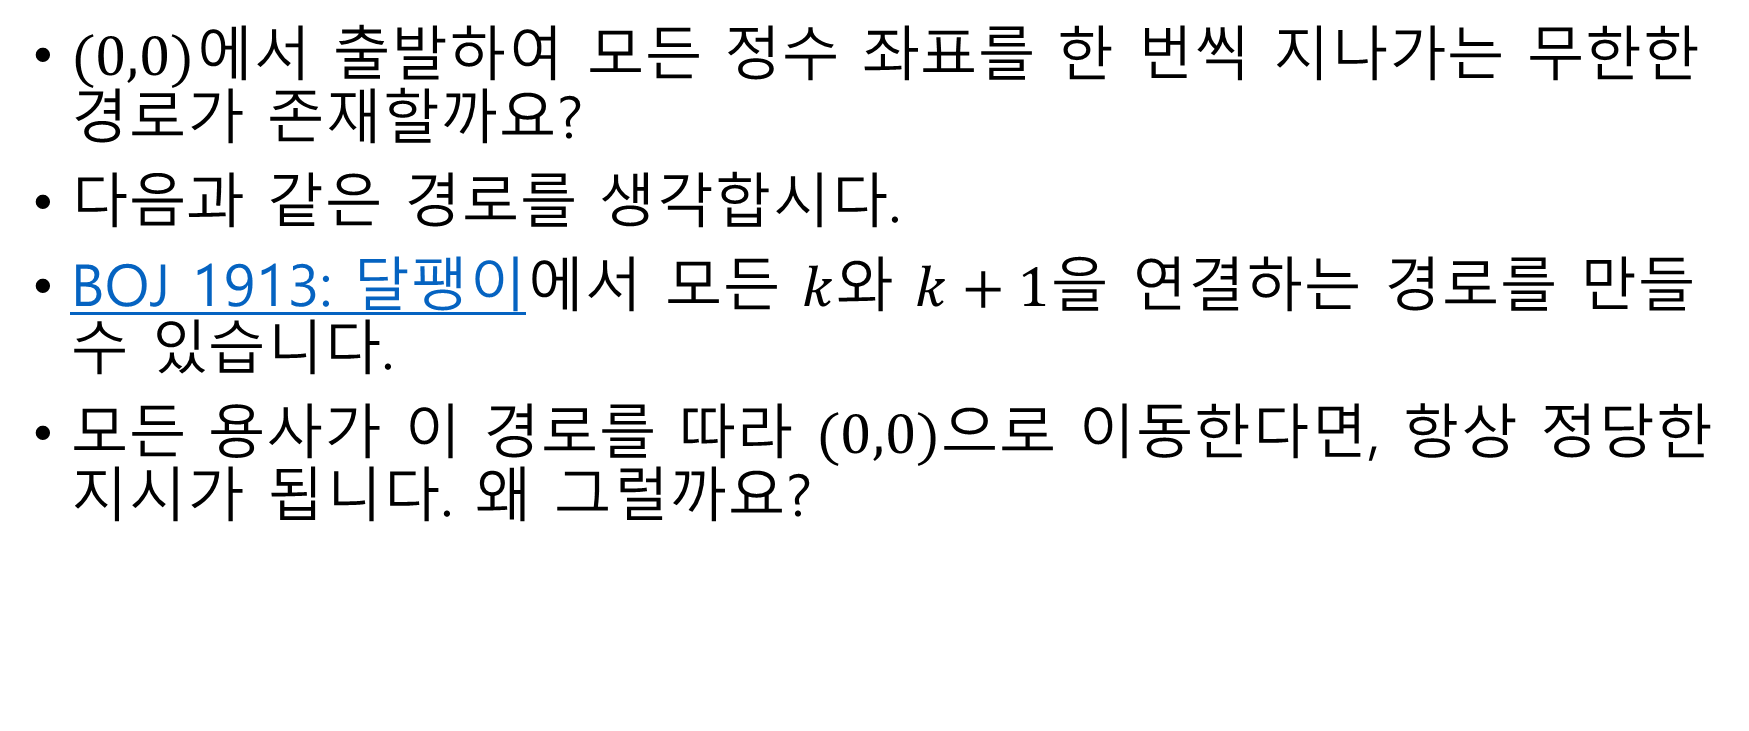 • (0,0)에서 출발하여 모든 정수 좌표를 한 번씩 지나가는 무한한
경로가 존재할까요?
• 다음과 같은 경로를 생각합시다.
• BOJ 1913: 달팽이에서 모든 k와 k + 1을 연결하는 경로를 만들
수 있습니다.
• 모든 용사가 이 경로를 따라 (0,0)으로 이동한다면, 항상 정당한
지시가 됩니다. 왜 그럴까요?